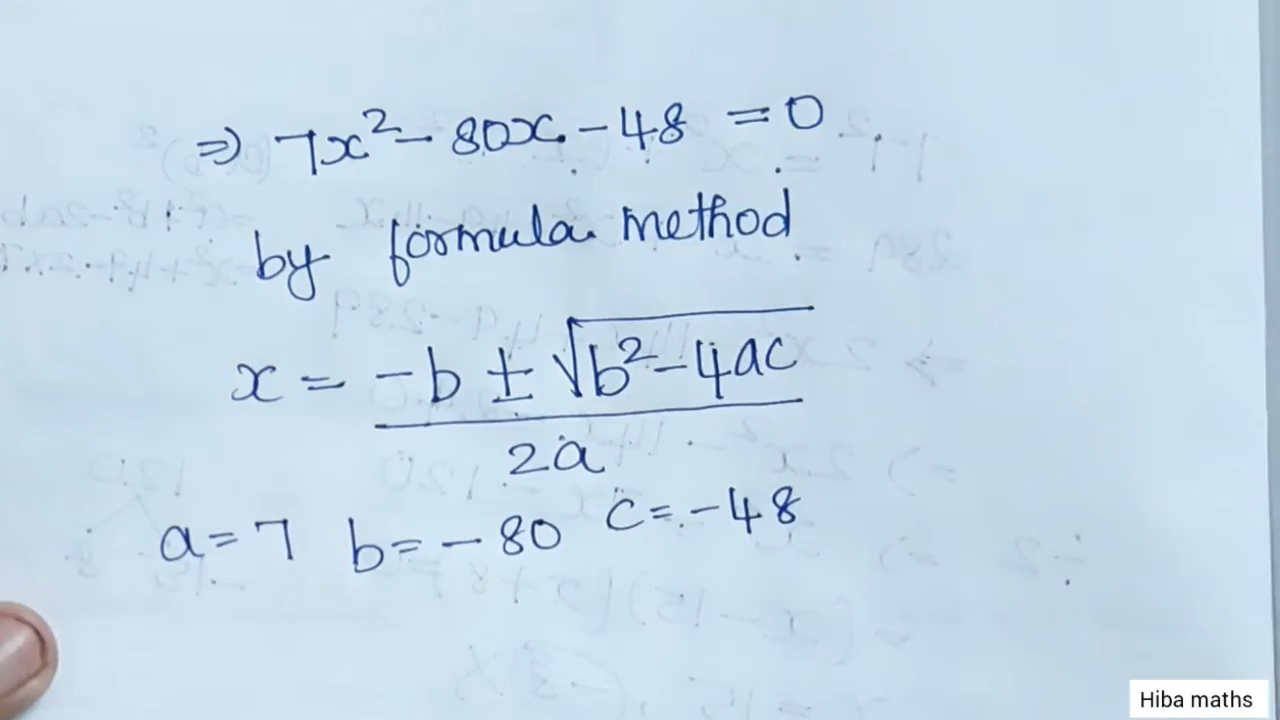 ⇒ 7x² - 80x - 48 = 0
by formula method
x = -b ± √b² - 4ac
2a
a = 7 b = - 80 c = - 48
Hiba maths